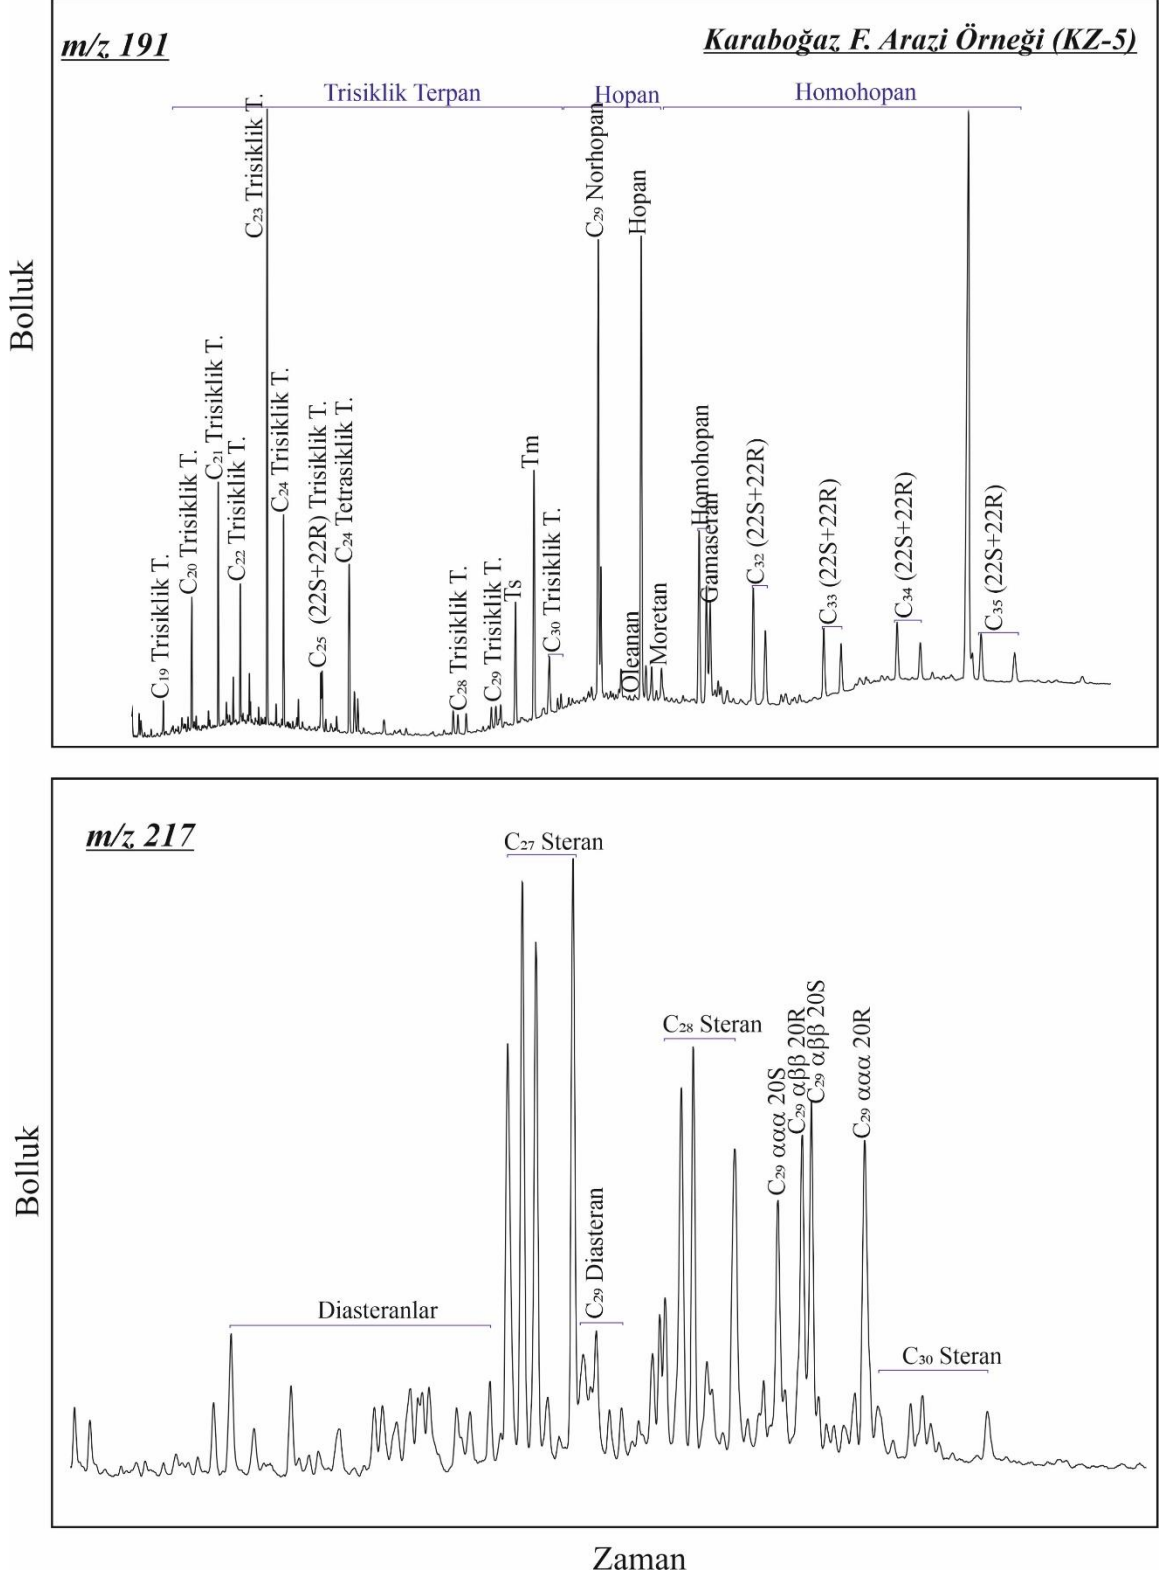 m/z 191
Karaboğaz F. Arazi Örneği (KZ-5)
Trisiklik Terpan
Hopan
Homohopan
Bolluk
C₁₉ Trisiklik T.
C₂₀ Trisiklik T.
C₂₁ Trisiklik T.
C₂₂ Trisiklik T.
C₂₃ Trisiklik T.
C₂₄ Trisiklik T.
C₂₅ (22S+22R) Trisiklik T.
C₂₄ Tetrasiklik T.
C₂₈ Trisiklik T.
C₂₉ Trisiklik T.
Ts
Tm
C₃₀ Trisiklik T.
C₂₉ Norhopan
Oleanan
Hopan
Moretan
Homohopan
Gamaseran
C₃₂ (22S+22R)
C₃₃ (22S+22R)
C₃₄ (22S+22R)
C₃₅ (22S+22R)
m/z 217
Bolluk
Diasteranlar
C₂₇ Steran
C₂₉ Diasteran
C₂₈ Steran
C₂₉ ααα 20S
C₂₉ αββ 20R
C₂₉ αββ 20S
C₂₉ ααα 20R
C₃₀ Steran
Zaman